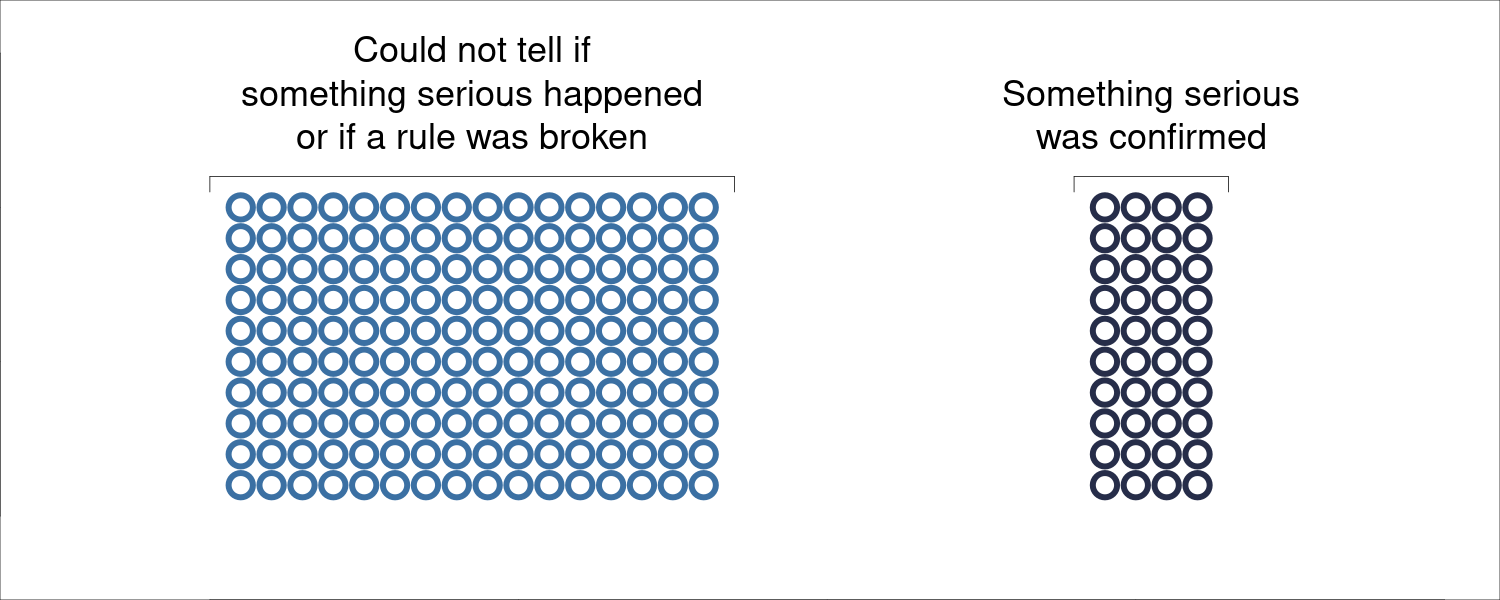 Could not tell if
something serious happened
or if a rule was broken
Something serious
was confirmed